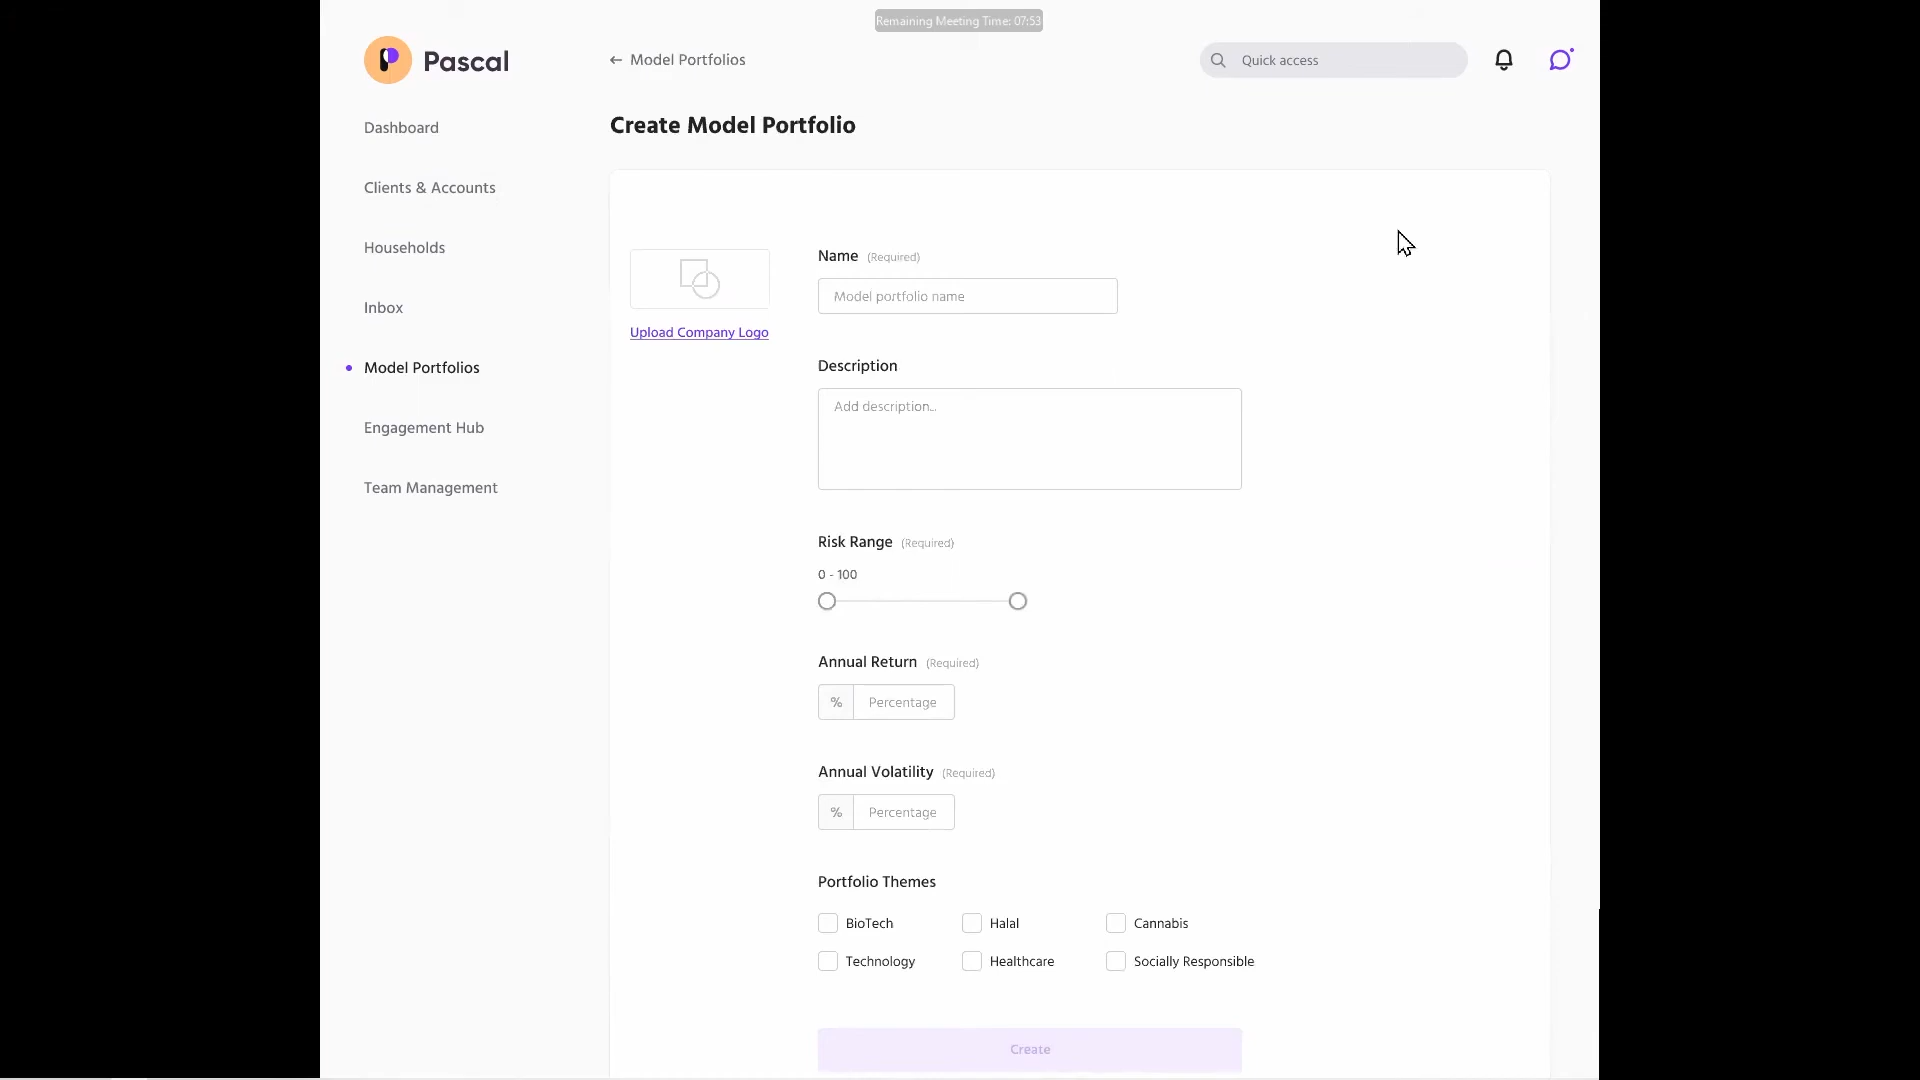 Remaining Meeting Time: 07:53
Pascal
← Model Portfolios
Quick access
Dashboard
Clients & Accounts
Households
Inbox
Model Portfolios
Engagement Hub
Team Management
Create Model Portfolio
Upload Company Logo
Name (Required)
Model portfolio name
Description
Add description...
Risk Range (Required)
0 - 100
Annual Return (Required)
% Percentage
Annual Volatility (Required)
% Percentage
Portfolio Themes
BioTech Halal Cannabis
Technology Healthcare Socially Responsible
Create